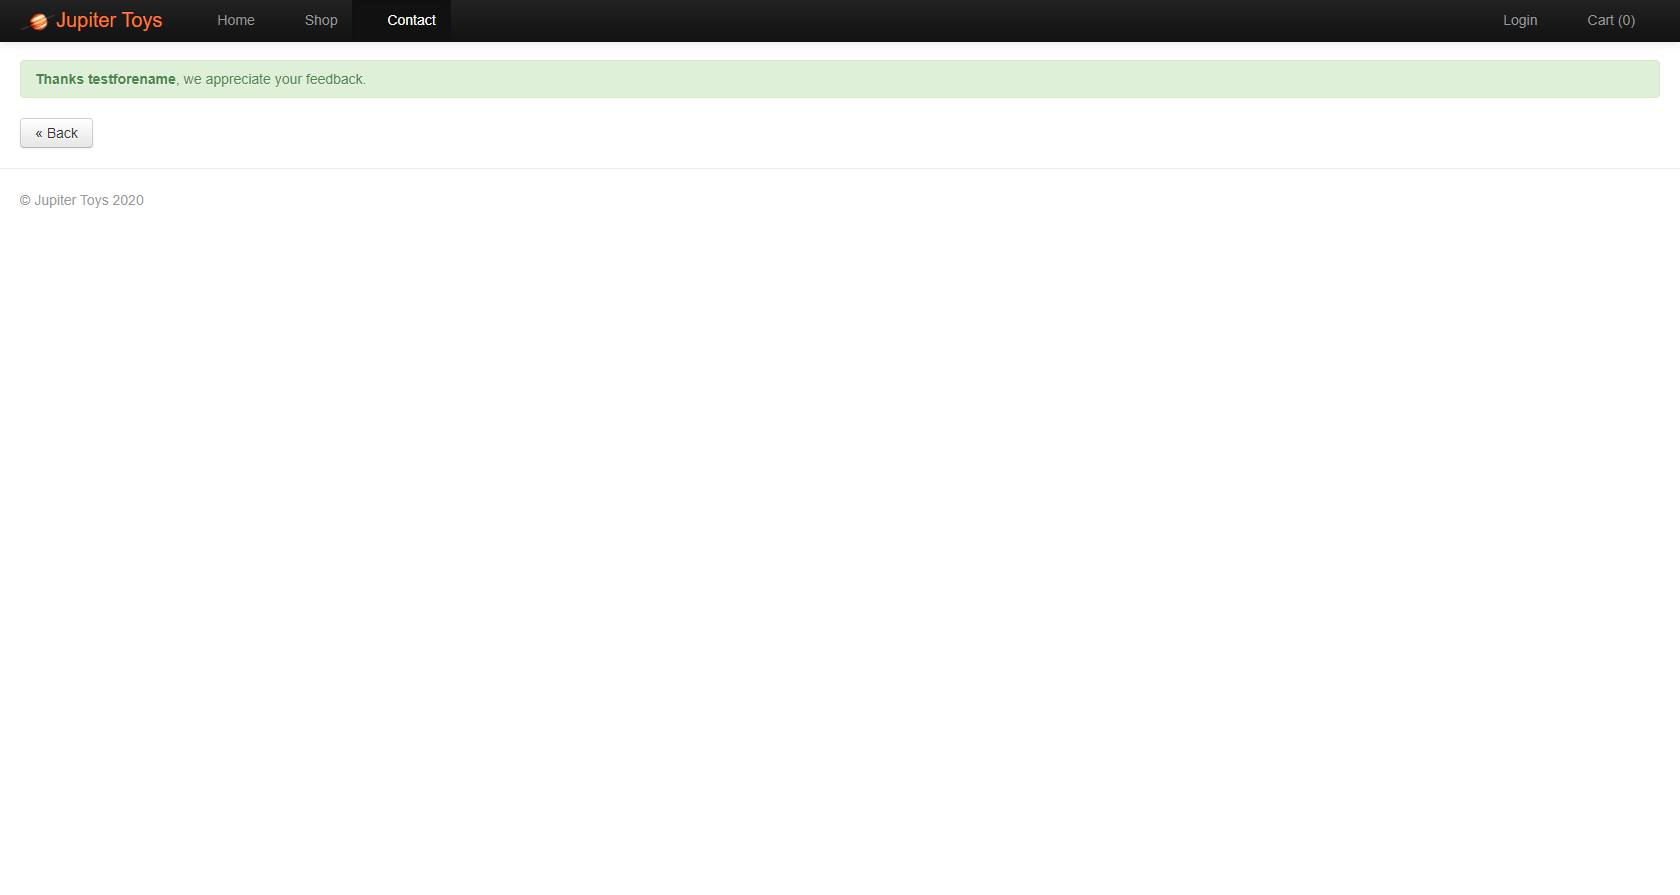 Jupiter Toys Home Shop Contact Login Cart (0)
Thanks testforename, we appreciate your feedback.
« Back
© Jupiter Toys 2020